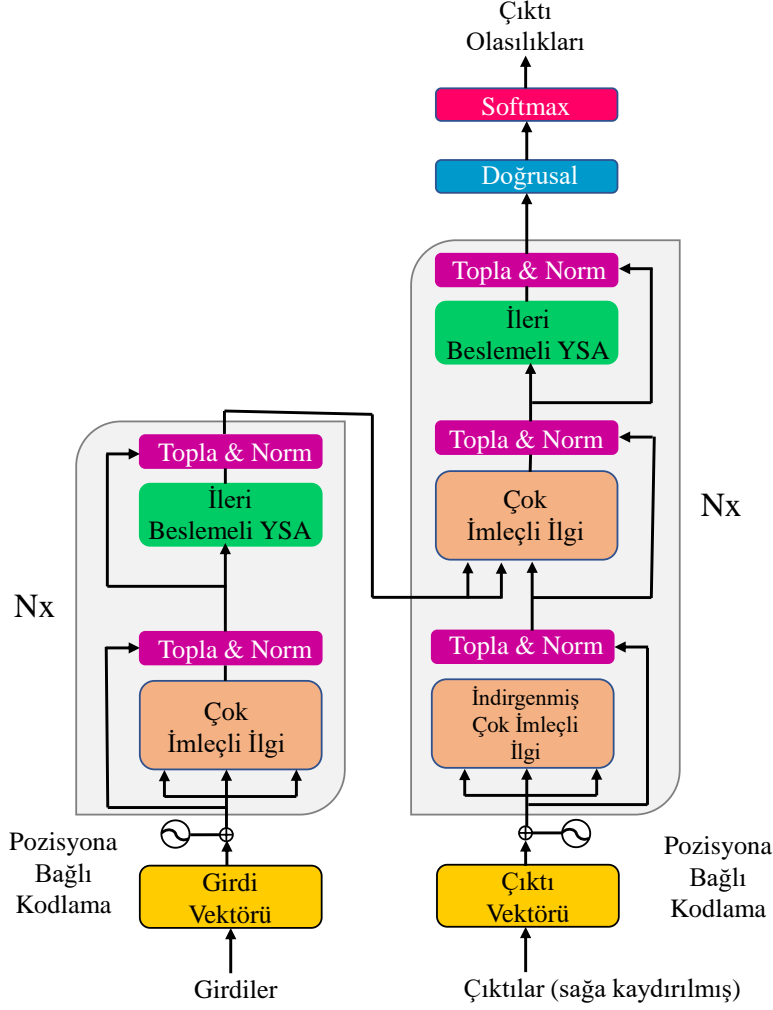 Çıktı
Olasılıkları
Softmax
Doğrusal
Topla & Norm
İleri
Beslemeli YSA
Topla & Norm
Çok
İmleçli İlgi
Nx
Topla & Norm
İndirgenmiş
Çok İmleçli
İlgi
Pozisyona
Bağlı
Kodlama
Çıktı
Vektörü
Çıktılar (sağa kaydırılmış)
Topla & Norm
İleri
Beslemeli YSA
Nx
Topla & Norm
Çok
İmleçli İlgi
Pozisyona
Bağlı
Kodlama
Girdi
Vektörü
Girdiler